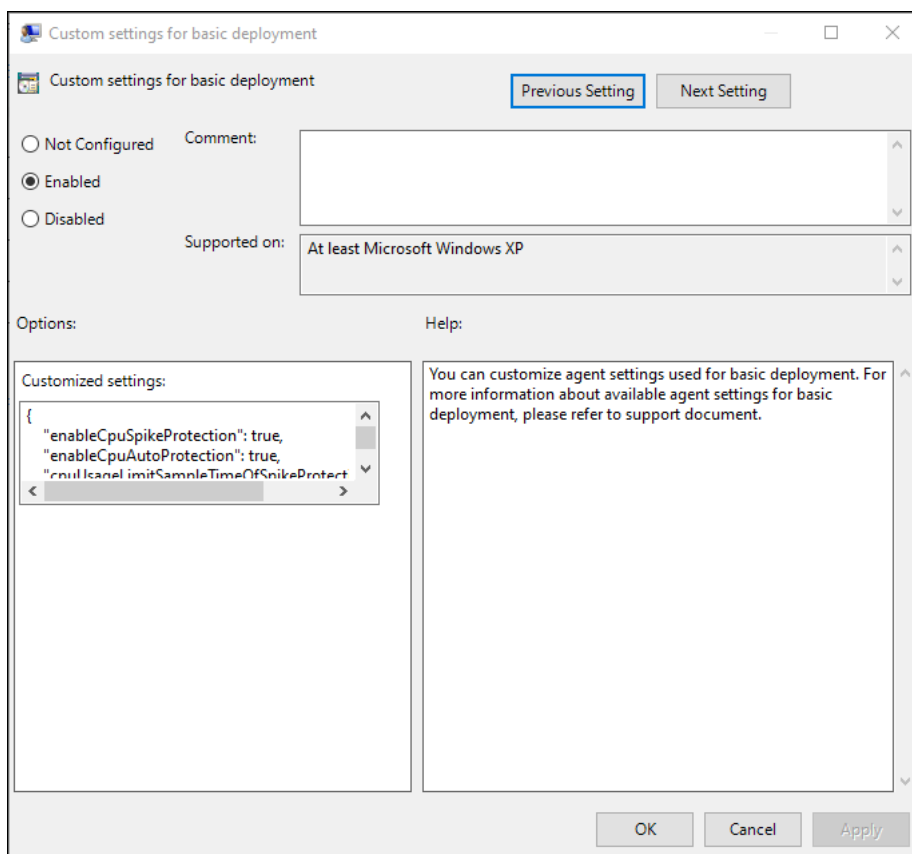 Custom settings for basic deployment
Custom settings for basic deployment
Previous Setting
Next Setting
Not Configured
Enabled
Disabled
Comment:
Supported on:
At least Microsoft Windows XP
Options:
Help:
Customized settings:
{
"enableCpuSpikeProtection": true,
"enableCpuAutoProtection": true,
"cpuUsageLimitSampleTimeOfSpikeProtect
You can customize agent settings used for basic deployment. For
more information about available agent settings for basic
deployment, please refer to support document.
OK
Cancel
Apply